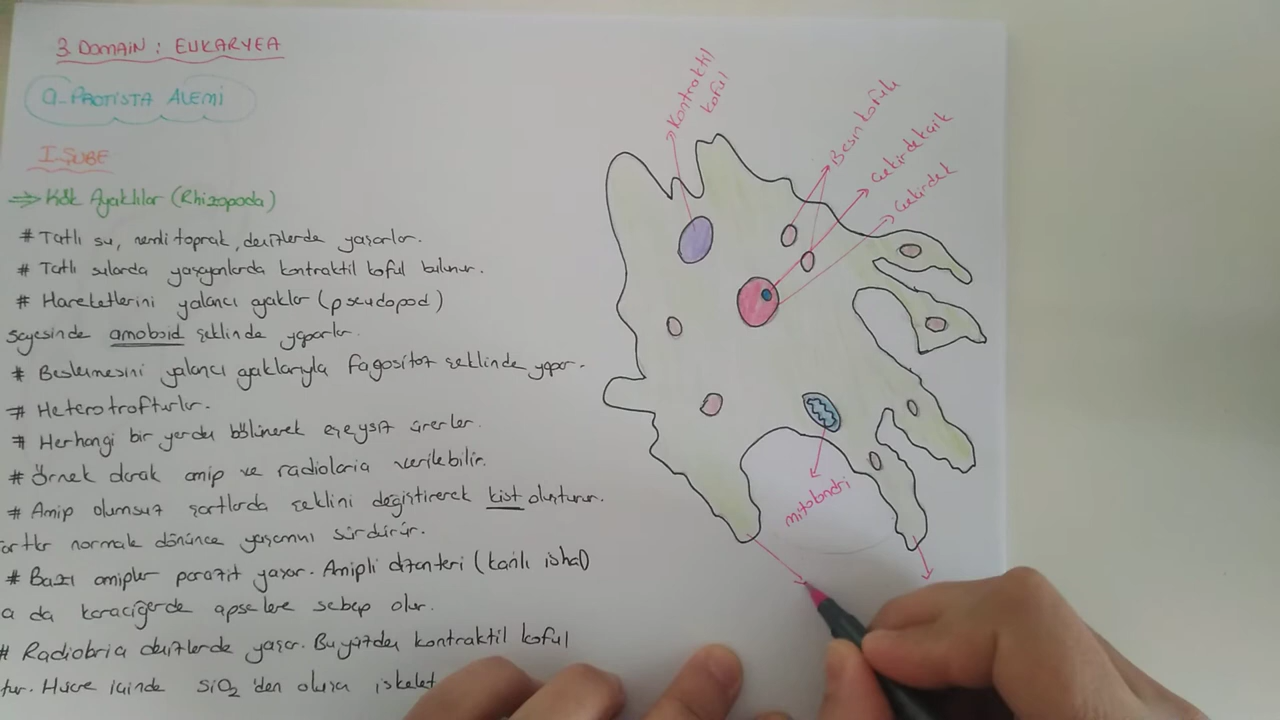 3. DOMAIN : EUKARYEA
a- PROTİSTA ALEMİ
I. ŞUBE
⇒ Kök Ayaklılar (Rhizopoda)
# Tatlı su, nemli toprak, denizlerde yaşarlar.
# Tatlı sularda yaşayanlarda kontraktil koful bulunur.
# Hareketlerini yalancı ayaklar (pseudopod)
sayesinde amoboid şeklinde yaparlar.
# Beslenmesini yalancı ayaklarıyla fagositoz şeklinde yapar.
# Heterotrofturlar.
# Herhangi bir yerden bölünerek eşeysiz ürerler.
# Örnek olarak amip ve radiolaria verilebilir.
# Amip olumsuz şartlarda şeklini değiştirerek kist oluşturur.
artlar normale dönünce yaşamını sürdürür.
# Bazı amipler parazit yaşar. Amipli dizanteri (kanlı ishal)
a da karaciğerde apselere sebep olur.
# Radiolaria denizlerde yaşar. Bu yüzden kontraktil koful
tur. Hücre içinde SiO2 'den oluşan iskelet
Kontraktil
koful
Besin kofulu
Çekirdekçik
Çekirdek
mitokondri